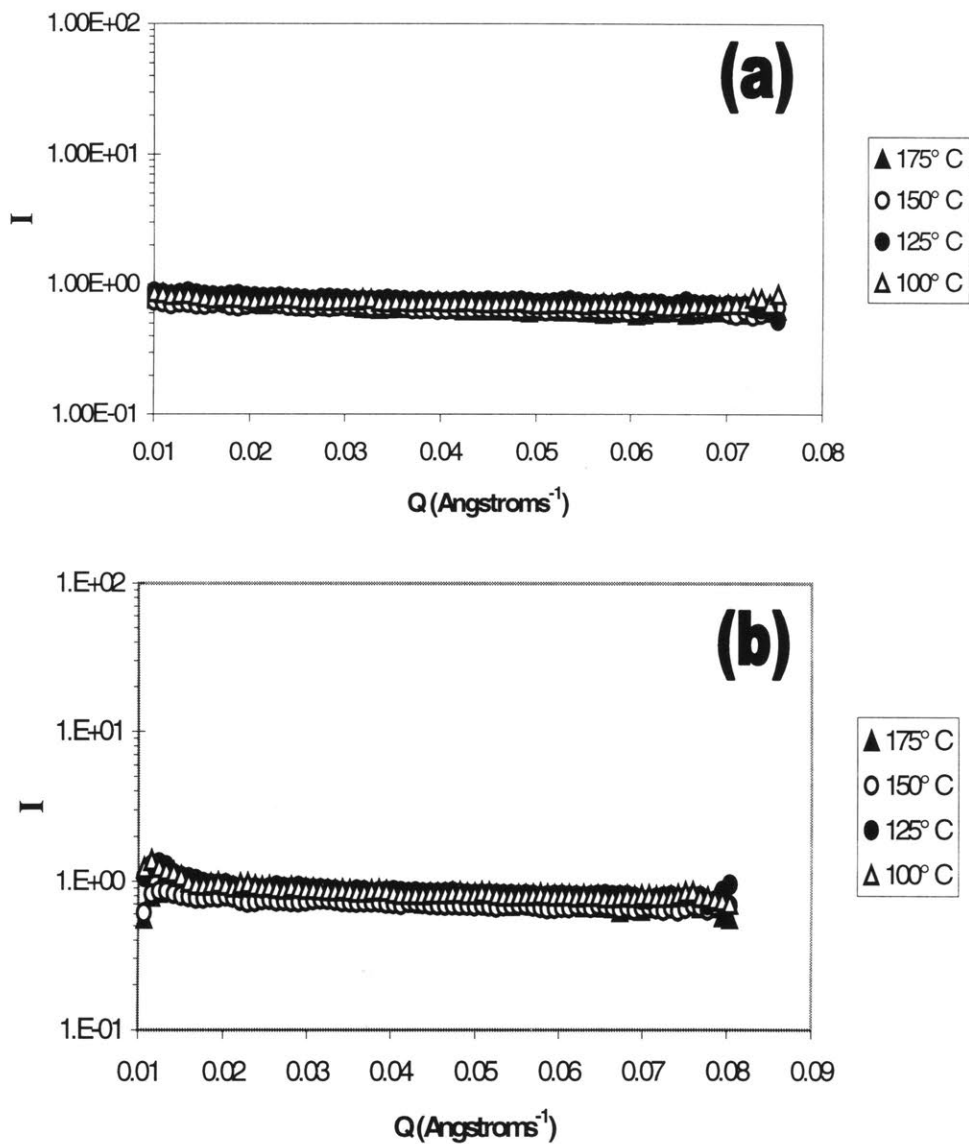 (a)
1.00E+02
1.00E+01
1.00E+00
1.00E-01
I
0.01 0.02 0.03 0.04 0.05 0.06 0.07 0.08
Q (Angstroms⁻¹)
175° C
150° C
125° C
100° C
(b)
1.E+02
1.E+01
1.E+00
1.E-01
I
0.01 0.02 0.03 0.04 0.05 0.06 0.07 0.08 0.09
Q (Angstroms⁻¹)
175° C
150° C
125° C
100° C